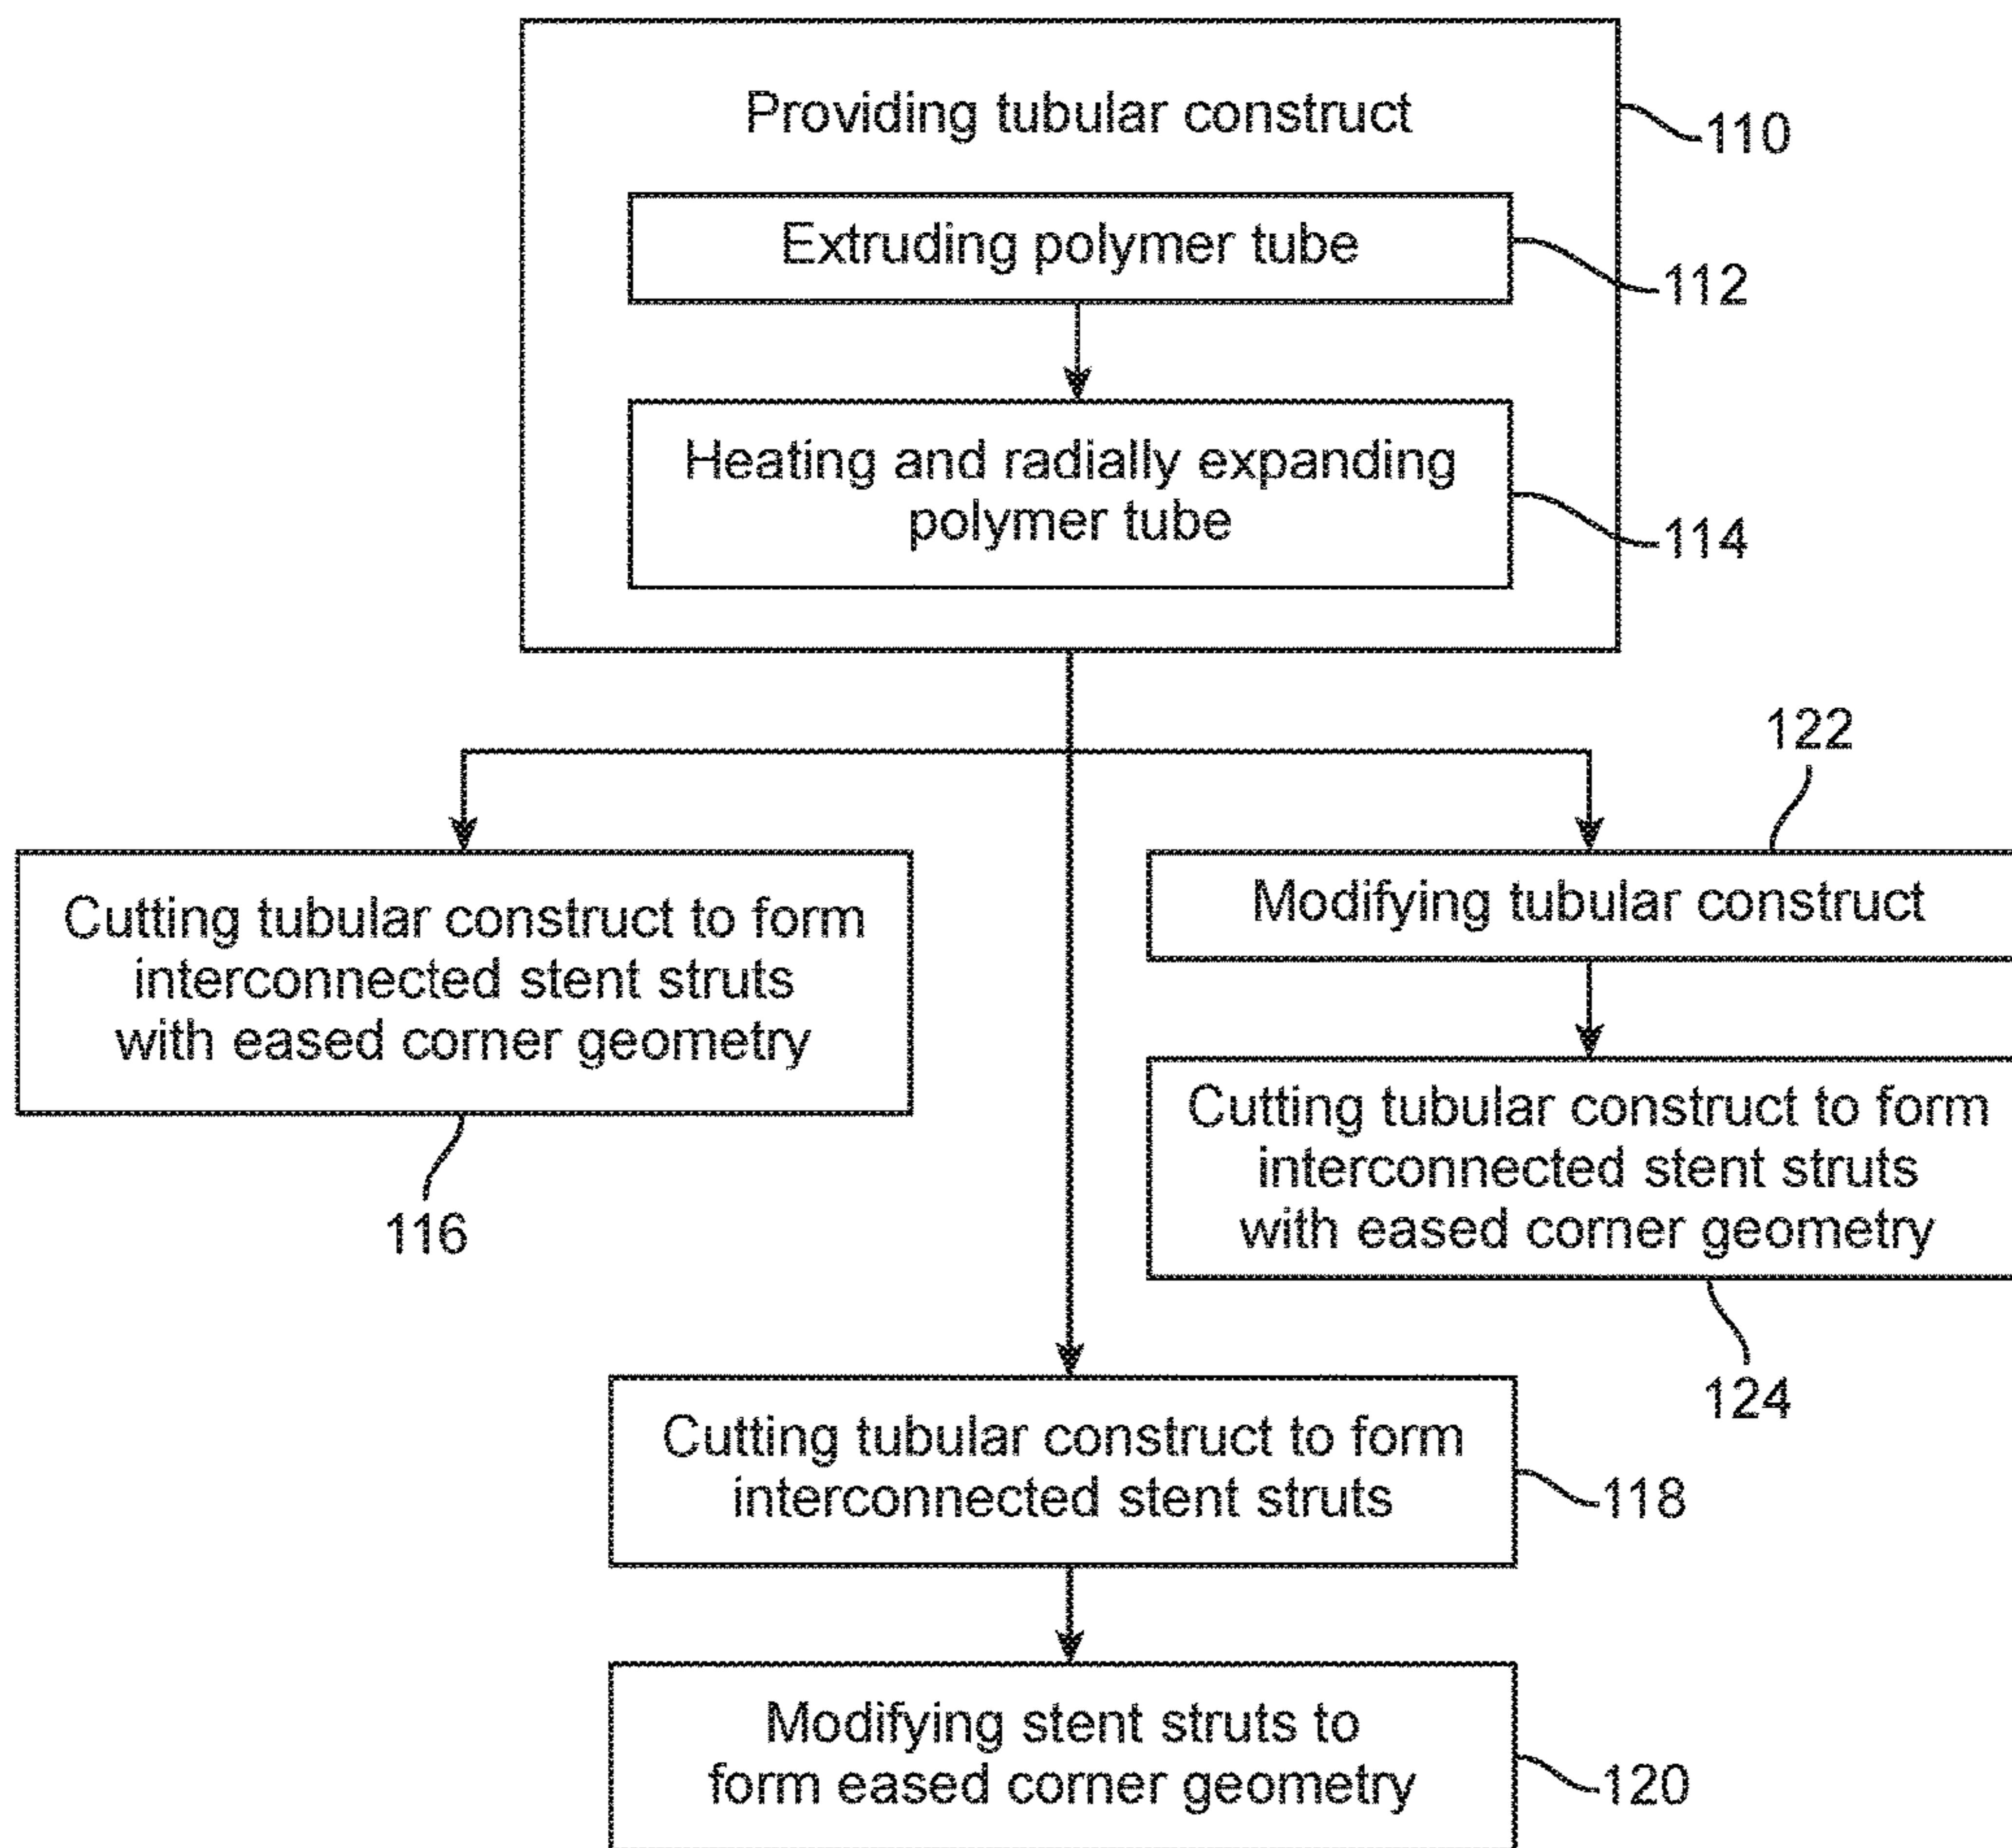 Providing tubular construct
110
Extruding polymer tube
112
Heating and radially expanding
polymer tube
114
122
Cutting tubular construct to form
interconnected stent struts
with eased corner geometry
116
Modifying tubular construct
Cutting tubular construct to form
interconnected stent struts
with eased corner geometry
124
Cutting tubular construct to form
interconnected stent struts
118
Modifying stent struts to
form eased corner geometry
120